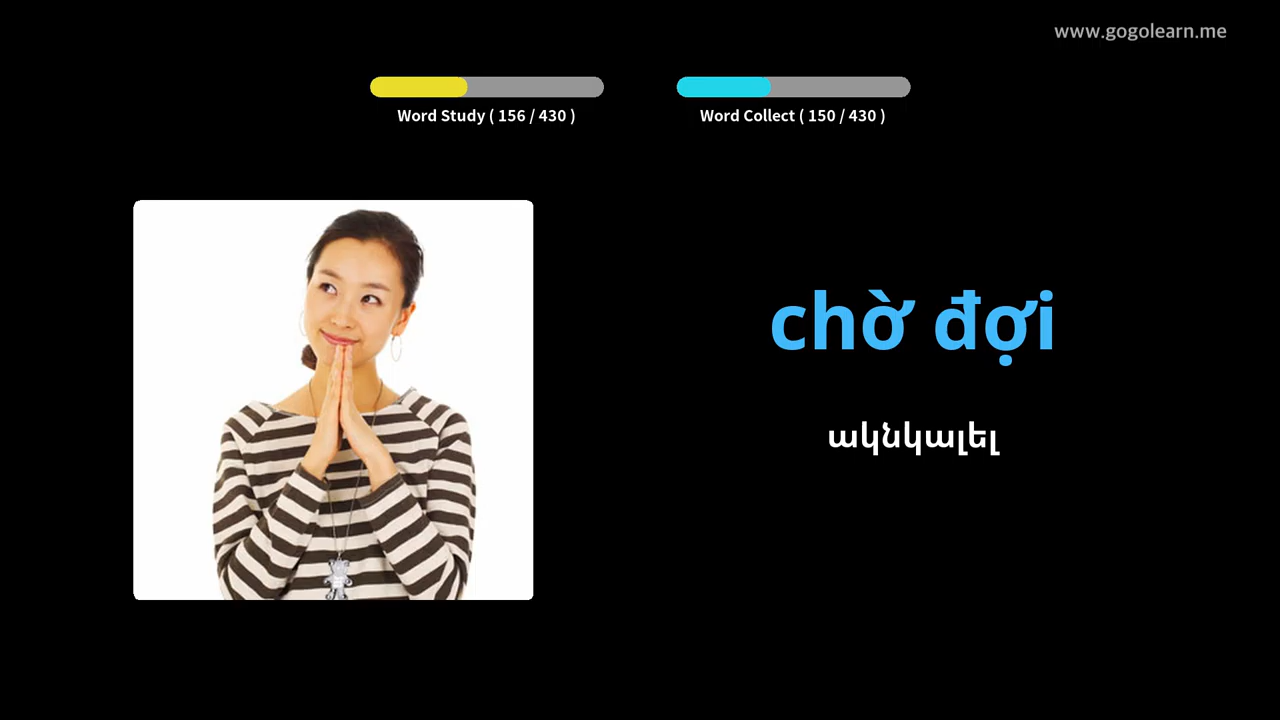 www.gogolearn.me
Word Study ( 156 / 430 )
Word Collect ( 150 / 430 )
chờ đợi
ակնկալել